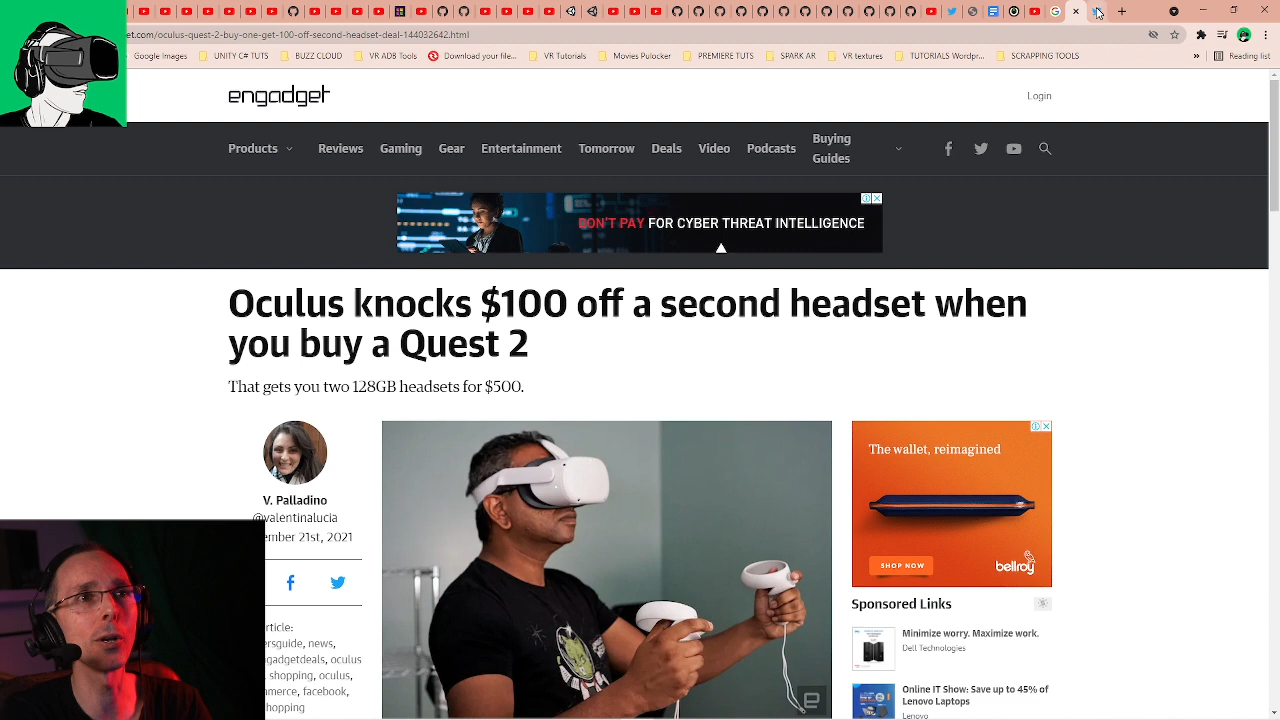 et.com/oculus-quest-2-buy-one-get-100-off-second-headset-deal-144032642.html
Google Images
UNITY C# TUTS
BUZZ CLOUD
VR ADB Tools
Download your file...
VR Tutorials
Movies Pulocker
PREMIERE TUTS
SPARK AR
VR textures
TUTORIALS Wordpr...
SCRAPPING TOOLS
»
Reading list
engadget
Login
Products
Reviews
Gaming
Gear
Entertainment
Tomorrow
Deals
Video
Podcasts
Buying
Guides
DON'T PAY FOR CYBER THREAT INTELLIGENCE
Oculus knocks $100 off a second headset when
you buy a Quest 2
That gets you two 128GB headsets for $500.
V. Palladino
@valentinalucia
ember 21st, 2021
rticle:
ersguide, news,
gadgetdeals, oculus
shopping, oculus,
mmerce, facebook,
hopping
The wallet, reimagined
SHOP NOW
bellroy
Sponsored Links
Minimize worry. Maximize work.
Dell Technologies
Online IT Show: Save up to 45% of
Lenovo Laptops
Lenovo